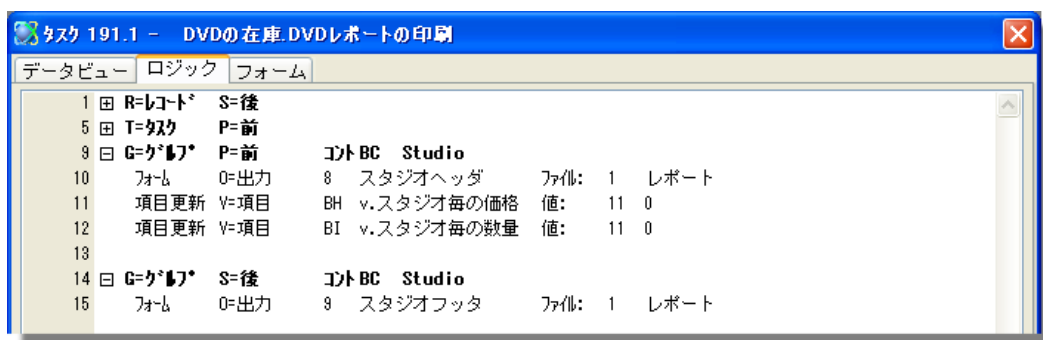 タスク 191.1 - DVDの在庫.DVDレポートの印刷
データビュー ロジック フォーム
1 R=レコード S=後
5 T=タスク P=前
9 G=グループ P=前 コントBC Studio
10 フォーム O=出力 8 スタジオヘッダ ファイル: 1 レポート
11 項目更新 V=項目 BH v.スタジオ毎の価格 値: 11 0
12 項目更新 V=項目 BI v.スタジオ毎の数量 値: 11 0
13
14 G=グループ S=後 コントBC Studio
15 フォーム O=出力 9 スタジオフッタ ファイル: 1 レポート